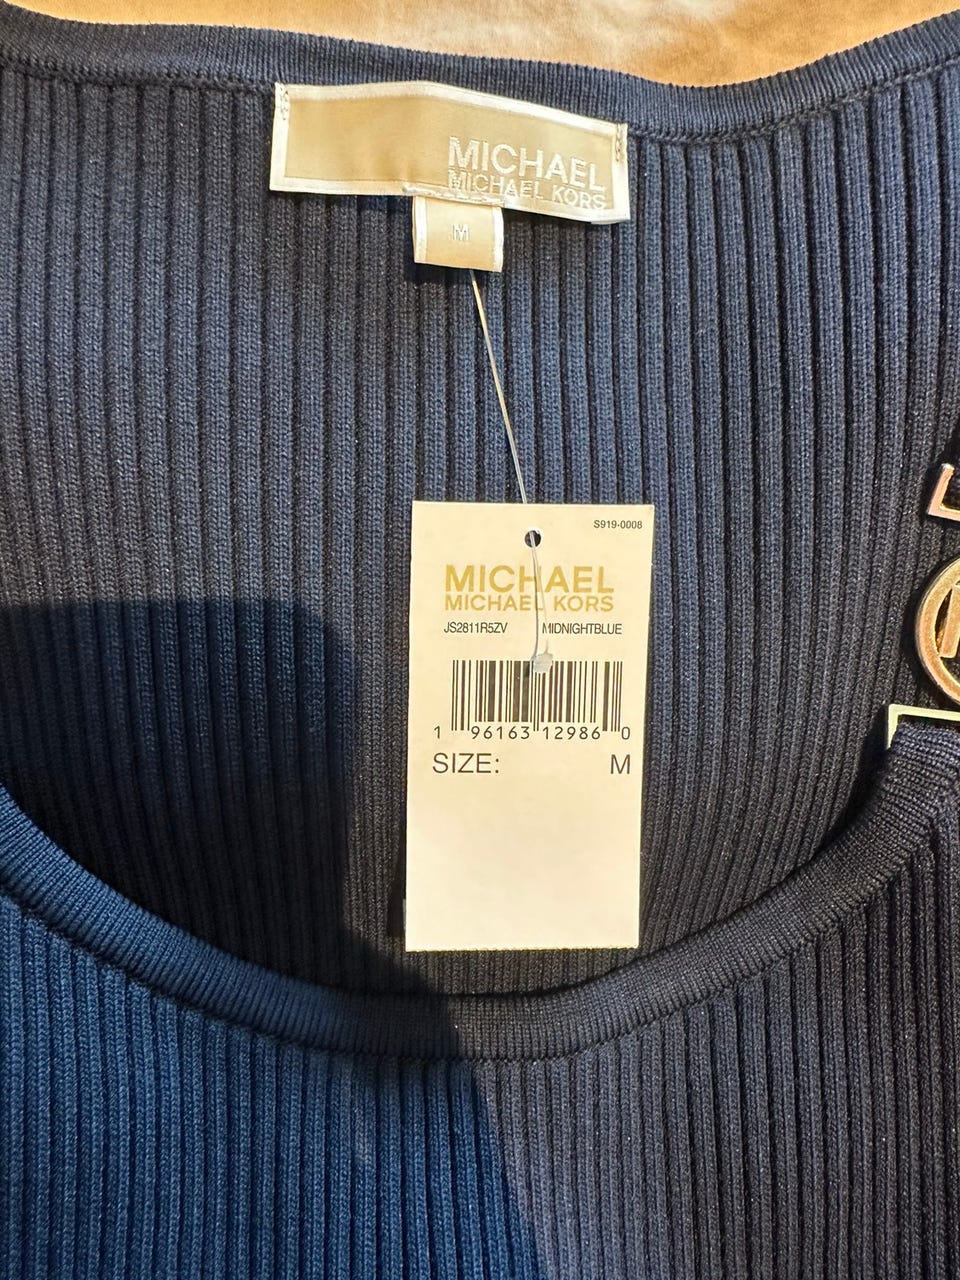 MICHAEL
MICHAEL KORS
M
S919-0008
MICHAEL
MICHAEL KORS
JS2811R5ZV MIDNIGHTBLUE
1 96163 12986 0
SIZE: M